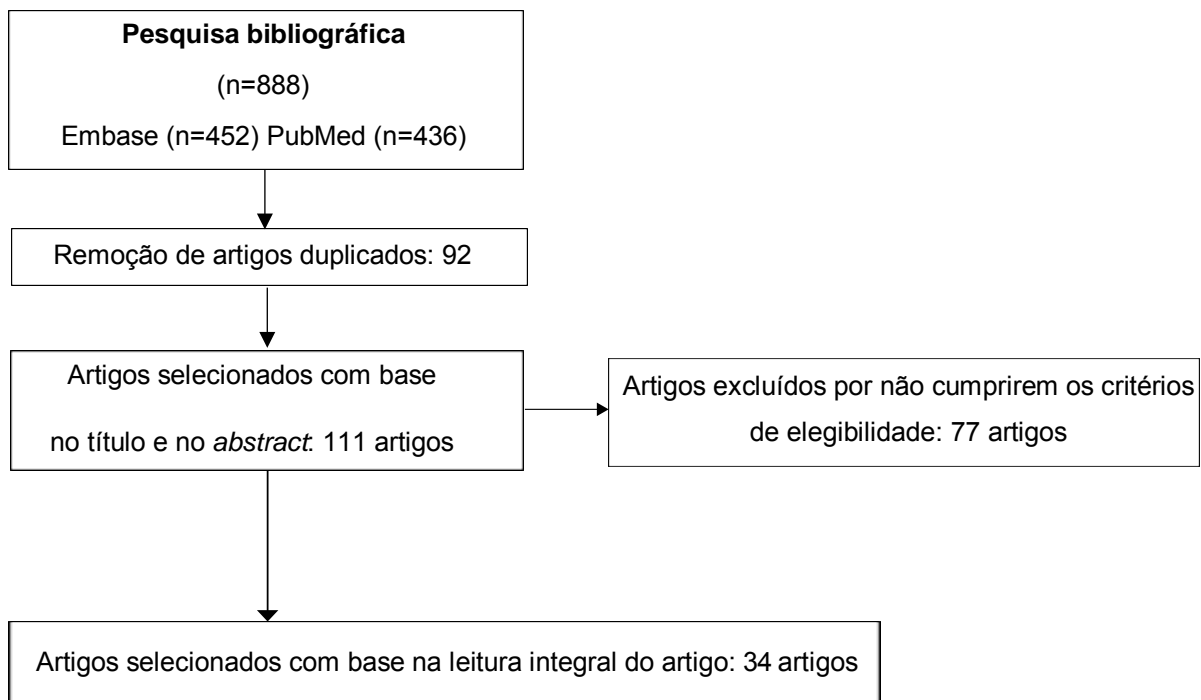 Pesquisa bibliográfica
(n=888)
Embase (n=452) PubMed (n=436)
Remoção de artigos duplicados: 92
Artigos selecionados com base
no título e no abstract: 111 artigos
Artigos excluídos por não cumprirem os critérios
de elegibilidade: 77 artigos
Artigos selecionados com base na leitura integral do artigo: 34 artigos